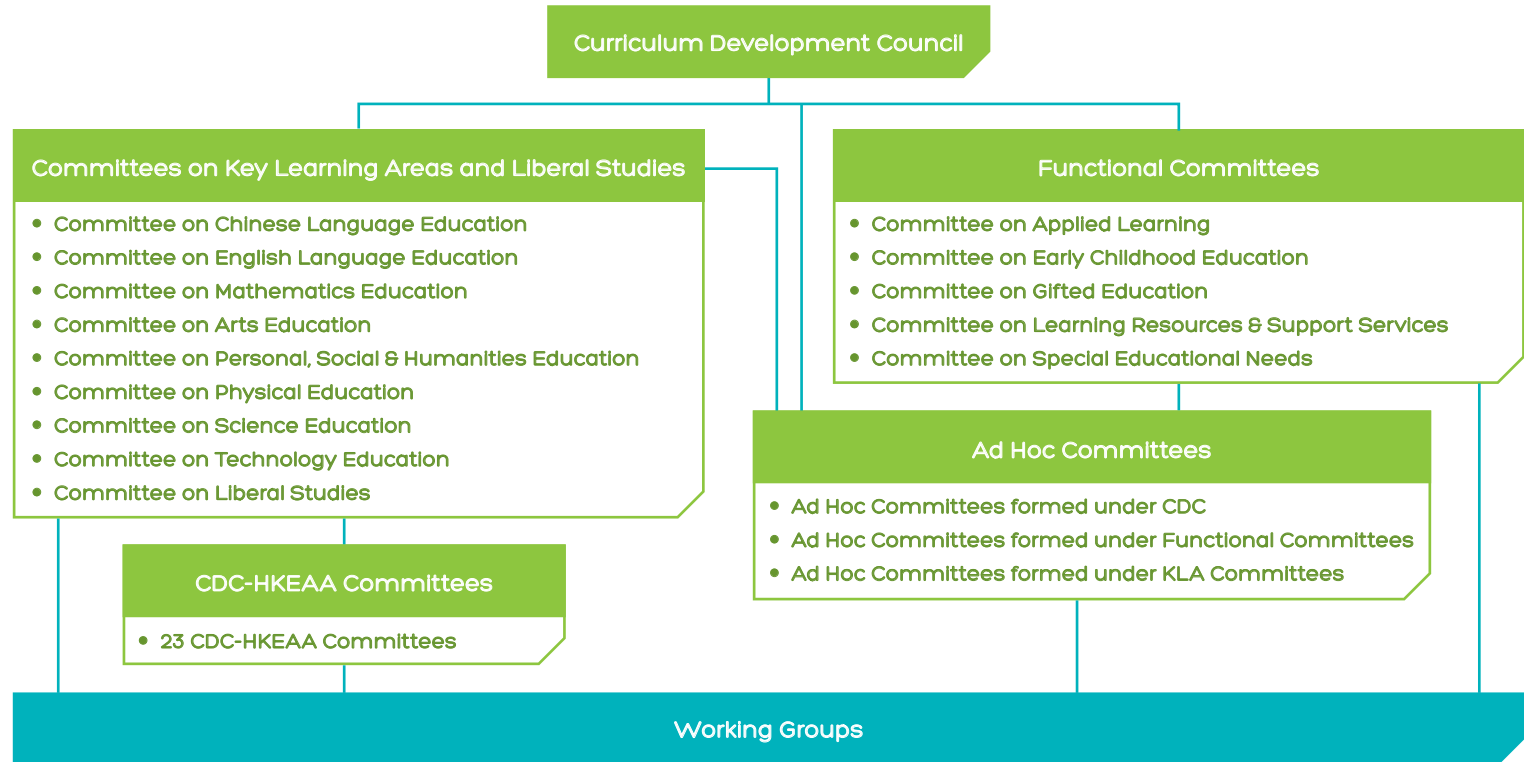 Curriculum Development Council
Committees on Key Learning Areas and Liberal Studies
• Committee on Chinese Language Education
• Committee on English Language Education
• Committee on Mathematics Education
• Committee on Arts Education
• Committee on Personal, Social & Humanities Education
• Committee on Physical Education
• Committee on Science Education
• Committee on Technology Education
• Committee on Liberal Studies
Functional Committees
• Committee on Applied Learning
• Committee on Early Childhood Education
• Committee on Gifted Education
• Committee on Learning Resources & Support Services
• Committee on Special Educational Needs
Ad Hoc Committees
• Ad Hoc Committees formed under CDC
• Ad Hoc Committees formed under Functional Committees
• Ad Hoc Committees formed under KLA Committees
CDC-HKEAA Committees
• 23 CDC-HKEAA Committees
Working Groups